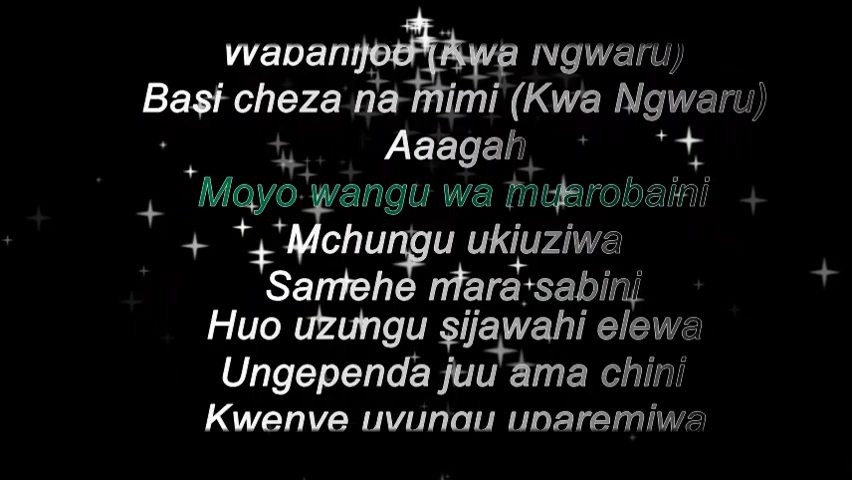 Wabanijoo (Kwa Ngwaru)
Basi cheza na mimi (Kwa Ngwaru)
Aaagah
Moyo wangu wa muarobaini
Mchungu ukiuziwa
Samehe mara sabini
Huo uzungu sijawahi elewa
Ungependa juu ama chini
Kwenye uvungu uparemiwa